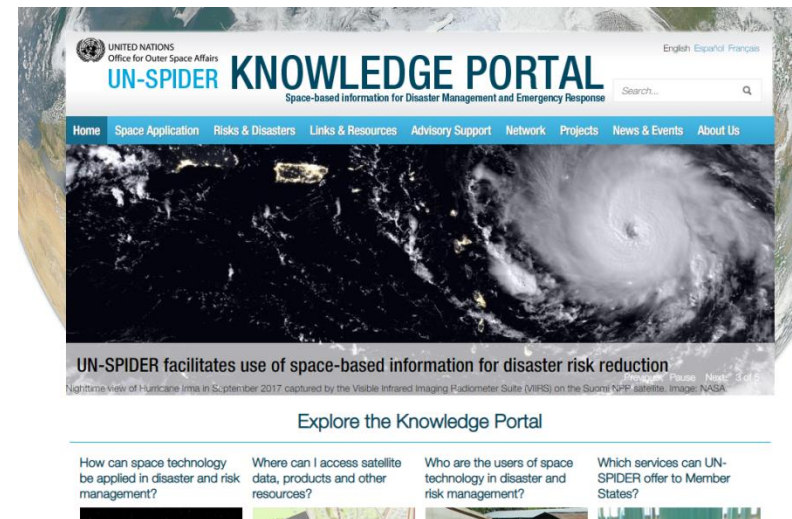 UNITED NATIONS
Office for Outer Space Affairs
UN-SPIDER KNOWLEDGE PORTAL
Space-based information for Disaster Management and Emergency Response
English Español Français
Search...
Home Space Application Risks & Disasters Links & Resources Advisory Support Network Projects News & Events About Us
UN-SPIDER facilitates use of space-based information for disaster risk reduction
Previous Pause Next 3 of 5
Nighttime view of Hurricane Irma in September 2017 captured by the Visible Infrared Imaging Radiometer Suite (VIIRS) on the Suomi NPP satellite. Image: NASA
Explore the Knowledge Portal
How can space technology
be applied in disaster and risk
management?
Where can I access satellite
data, products and other
resources?
Who are the users of space
technology in disaster and
risk management?
Which services can UN-
SPIDER offer to Member
States?